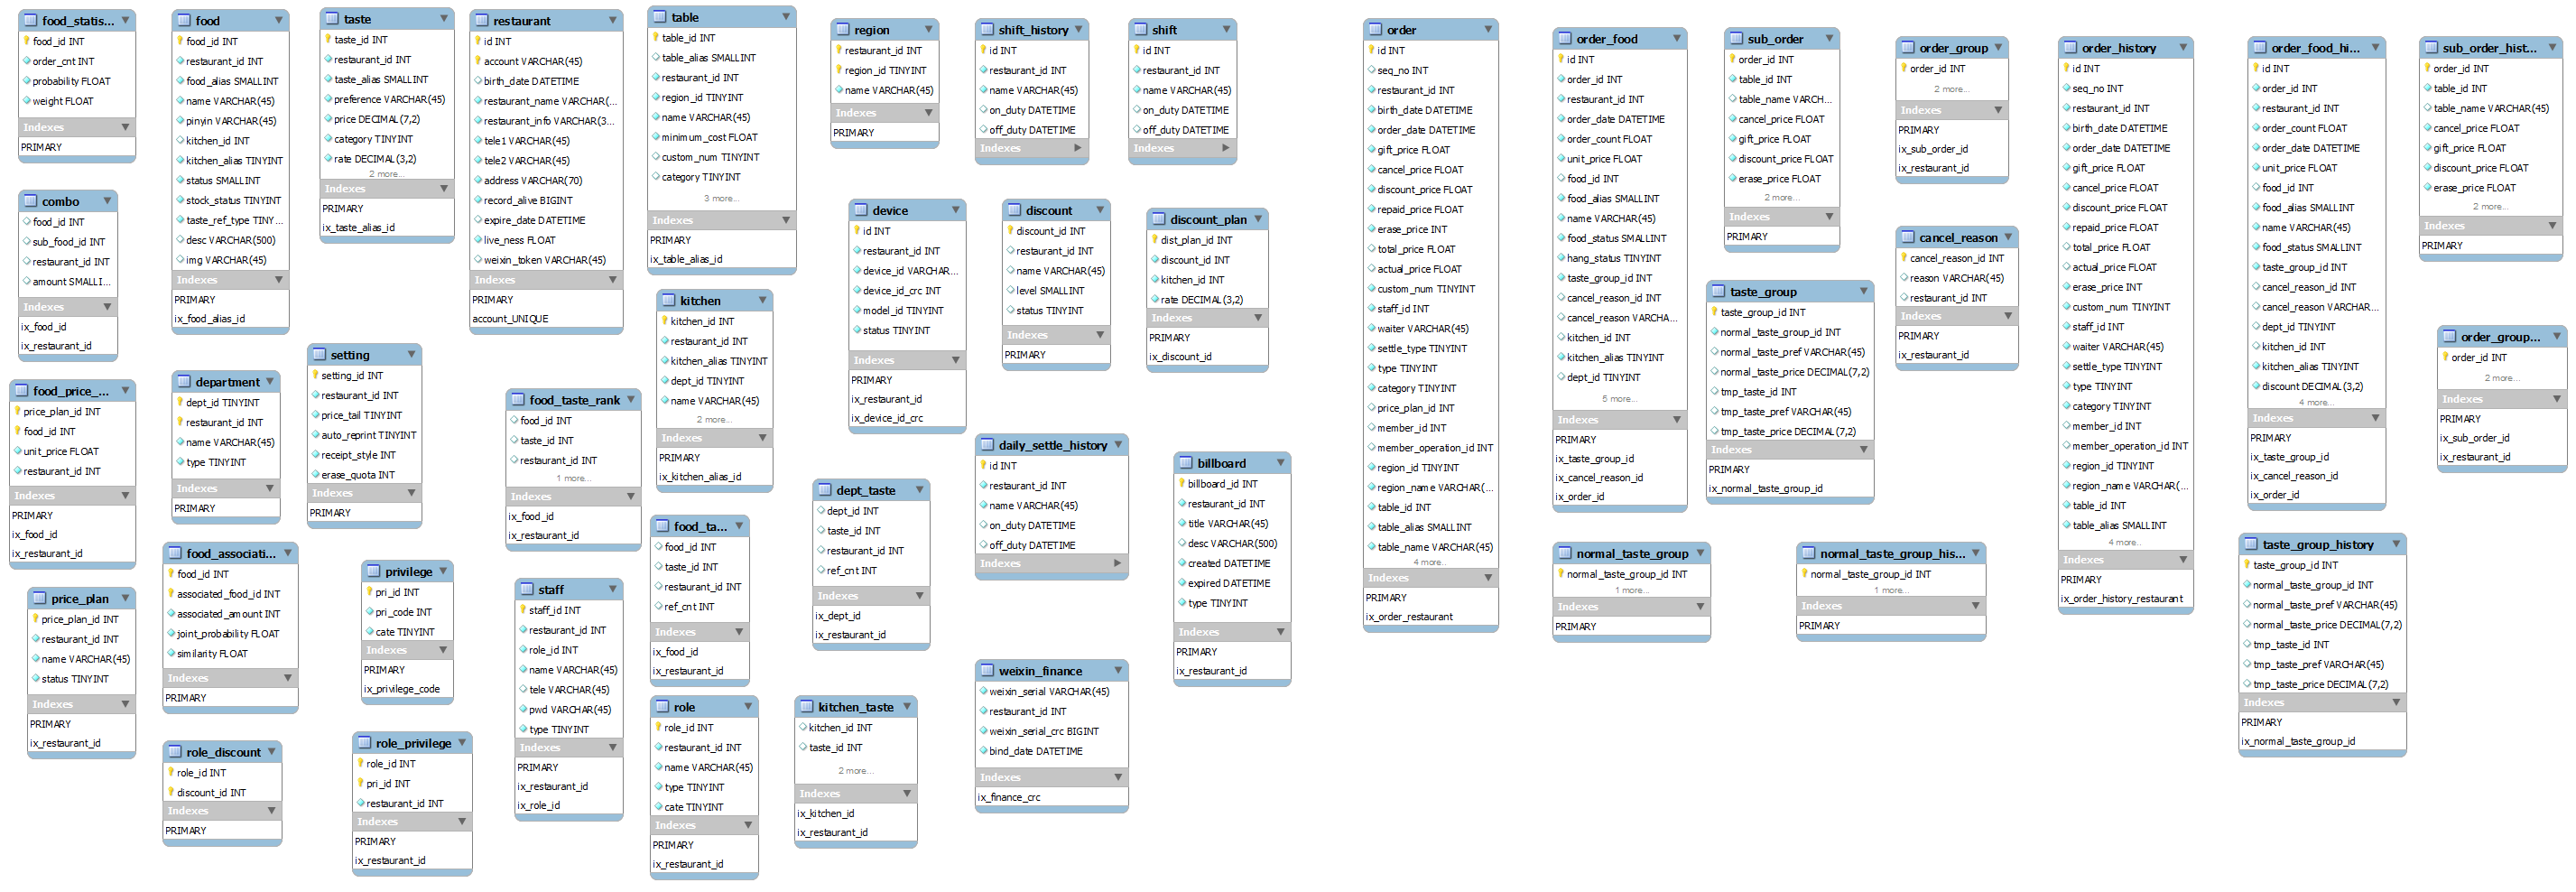 food_statis...
food_id INT
order_cnt INT
probability FLOAT
weight FLOAT
Indexes
PRIMARY
combo
food_id INT
sub_food_id INT
restaurant_id INT
amount SMALLI...
Indexes
ix_food_id
ix_restaurant_id
food_price_...
price_plan_id INT
food_id INT
unit_price FLOAT
restaurant_id INT
Indexes
PRIMARY
ix_food_id
ix_restaurant_id
price_plan
price_plan_id INT
restaurant_id INT
name VARCHAR(45)
status TINYINT
Indexes
PRIMARY
ix_restaurant_id
food
food_id INT
restaurant_id INT
food_alias SMALLINT
name VARCHAR(45)
pinyin VARCHAR(45)
kitchen_id INT
kitchen_alias TINYINT
status SMALLINT
stock_status TINYINT
taste_ref_type TINY...
desc VARCHAR(500)
img VARCHAR(45)
Indexes
PRIMARY
ix_food_alias_id
department
dept_id TINYINT
restaurant_id INT
name VARCHAR(45)
type TINYINT
Indexes
PRIMARY
food_associati...
food_id INT
associated_food_id INT
associated_amount INT
joint_probability FLOAT
similarity FLOAT
Indexes
PRIMARY
role_discount
role_id INT
discount_id INT
Indexes
PRIMARY
taste
taste_id INT
restaurant_id INT
taste_alias SMALLINT
preference VARCHAR(45)
price DECIMAL(7,2)
category TINYINT
rate DECIMAL(3,2)
2 more...
Indexes
PRIMARY
ix_taste_alias_id
setting
setting_id INT
restaurant_id INT
price_tail TINYINT
auto_reprint TINYINT
receipt_style INT
erase_quota INT
Indexes
PRIMARY
privilege
pri_id INT
pri_code INT
cate TINYINT
Indexes
PRIMARY
ix_privilege_code
role_privilege
role_id INT
pri_id INT
restaurant_id INT
Indexes
PRIMARY
ix_restaurant_id
restaurant
id INT
account VARCHAR(45)
birth_date DATETIME
restaurant_name VARCHAR(...
restaurant_info VARCHAR(3...
tele1 VARCHAR(45)
tele2 VARCHAR(45)
address VARCHAR(70)
record_alive BIGINT
expire_date DATETIME
live_ness FLOAT
weixin_token VARCHAR(45)
Indexes
PRIMARY
account_UNIQUE
food_taste_rank
food_id INT
taste_id INT
restaurant_id INT
1 more...
Indexes
ix_food_id
ix_restaurant_id
staff
staff_id INT
restaurant_id INT
role_id INT
name VARCHAR(45)
tele VARCHAR(45)
pwd VARCHAR(45)
type TINYINT
Indexes
PRIMARY
ix_restaurant_id
ix_role_id
table
table_id INT
table_alias SMALLINT
restaurant_id INT
region_id TINYINT
name VARCHAR(45)
minimum_cost FLOAT
custom_num TINYINT
category TINYINT
3 more...
Indexes
PRIMARY
ix_table_alias_id
kitchen
kitchen_id INT
restaurant_id INT
kitchen_alias TINYINT
dept_id TINYINT
name VARCHAR(45)
2 more...
Indexes
PRIMARY
ix_kitchen_alias_id
food_ta...
food_id INT
taste_id INT
restaurant_id INT
ref_cnt INT
Indexes
ix_food_id
ix_restaurant_id
role
role_id INT
restaurant_id INT
name VARCHAR(45)
type TINYINT
cate TINYINT
Indexes
PRIMARY
ix_restaurant_id
region
restaurant_id INT
region_id TINYINT
name VARCHAR(45)
Indexes
PRIMARY
device
id INT
restaurant_id INT
device_id VARCHAR...
device_id_crc INT
model_id TINYINT
status TINYINT
Indexes
PRIMARY
ix_restaurant_id
ix_device_id_crc
dept_taste
dept_id INT
taste_id INT
restaurant_id INT
ref_cnt INT
Indexes
ix_dept_id
ix_restaurant_id
kitchen_taste
kitchen_id INT
taste_id INT
2 more...
Indexes
ix_kitchen_id
ix_restaurant_id
shift_history
id INT
restaurant_id INT
name VARCHAR(45)
on_duty DATETIME
off_duty DATETIME
Indexes
discount
discount_id INT
restaurant_id INT
name VARCHAR(45)
level SMALLINT
status TINYINT
Indexes
PRIMARY
daily_settle_history
id INT
restaurant_id INT
name VARCHAR(45)
on_duty DATETIME
off_duty DATETIME
Indexes
weixin_finance
weixin_serial VARCHAR(45)
restaurant_id INT
weixin_serial_crc BIGINT
bind_date DATETIME
Indexes
ix_finance_crc
shift
id INT
restaurant_id INT
name VARCHAR(45)
on_duty DATETIME
off_duty DATETIME
Indexes
discount_plan
dist_plan_id INT
discount_id INT
kitchen_id INT
rate DECIMAL(3,2)
Indexes
PRIMARY
ix_discount_id
billboard
billboard_id INT
restaurant_id INT
title VARCHAR(45)
desc VARCHAR(500)
created DATETIME
expired DATETIME
type TINYINT
Indexes
PRIMARY
ix_restaurant_id
order
id INT
seq_no INT
restaurant_id INT
birth_date DATETIME
order_date DATETIME
gift_price FLOAT
cancel_price FLOAT
discount_price FLOAT
repaid_price FLOAT
erase_price INT
total_price FLOAT
actual_price FLOAT
custom_num TINYINT
staff_id INT
waiter VARCHAR(45)
settle_type TINYINT
type TINYINT
category TINYINT
price_plan_id INT
member_id INT
member_operation_id INT
region_id TINYINT
region_name VARCHAR(...
table_id INT
table_alias SMALLINT
table_name VARCHAR(45)
4 more...
Indexes
PRIMARY
ix_order_restaurant
order_food
id INT
order_id INT
restaurant_id INT
order_date DATETIME
order_count FLOAT
unit_price FLOAT
food_id INT
food_alias SMALLINT
name VARCHAR(45)
food_status SMALLINT
hang_status TINYINT
taste_group_id INT
cancel_reason_id INT
cancel_reason VARCHA...
kitchen_id INT
kitchen_alias TINYINT
dept_id TINYINT
5 more...
Indexes
PRIMARY
ix_taste_group_id
ix_cancel_reason_id
ix_order_id
normal_taste_group
normal_taste_group_id INT
1 more...
Indexes
PRIMARY
sub_order
order_id INT
table_id INT
table_name VARCH...
cancel_price FLOAT
gift_price FLOAT
discount_price FLOAT
erase_price FLOAT
2 more...
Indexes
PRIMARY
taste_group
taste_group_id INT
normal_taste_group_id INT
normal_taste_pref VARCHAR(45)
normal_taste_price DECIMAL(7,2)
tmp_taste_id INT
tmp_taste_pref VARCHAR(45)
tmp_taste_price DECIMAL(7,2)
Indexes
PRIMARY
ix_normal_taste_group_id
normal_taste_group_his...
normal_taste_group_id INT
1 more...
Indexes
PRIMARY
order_group
order_id INT
2 more...
Indexes
PRIMARY
ix_sub_order_id
ix_restaurant_id
cancel_reason
cancel_reason_id INT
reason VARCHAR(45)
restaurant_id INT
Indexes
PRIMARY
ix_restaurant_id
order_history
id INT
seq_no INT
restaurant_id INT
birth_date DATETIME
order_date DATETIME
gift_price FLOAT
cancel_price FLOAT
discount_price FLOAT
repaid_price FLOAT
total_price FLOAT
actual_price FLOAT
erase_price INT
custom_num TINYINT
staff_id INT
waiter VARCHAR(45)
settle_type TINYINT
type TINYINT
category TINYINT
member_id INT
member_operation_id INT
region_id TINYINT
region_name VARCHAR(...
table_id INT
table_alias SMALLINT
4 more...
Indexes
PRIMARY
ix_order_history_restaurant
order_food_hi...
id INT
order_id INT
restaurant_id INT
order_count FLOAT
order_date DATETIME
unit_price FLOAT
food_id INT
food_alias SMALLINT
name VARCHAR(45)
food_status SMALLINT
taste_group_id INT
cancel_reason_id INT
cancel_reason VARCHAR...
dept_id TINYINT
kitchen_id INT
kitchen_alias TINYINT
discount DECIMAL(3,2)
4 more...
Indexes
PRIMARY
ix_taste_group_id
ix_cancel_reason_id
ix_order_id
taste_group_history
taste_group_id INT
normal_taste_group_id INT
normal_taste_pref VARCHAR(45)
normal_taste_price DECIMAL(7,2)
tmp_taste_id INT
tmp_taste_pref VARCHAR(45)
tmp_taste_price DECIMAL(7,2)
Indexes
PRIMARY
ix_normal_taste_group_id
sub_order_hist...
order_id INT
table_id INT
table_name VARCHAR(45)
cancel_price FLOAT
gift_price FLOAT
discount_price FLOAT
erase_price FLOAT
2 more...
Indexes
PRIMARY
order_group...
order_id INT
2 more...
Indexes
PRIMARY
ix_sub_order_id
ix_restaurant_id